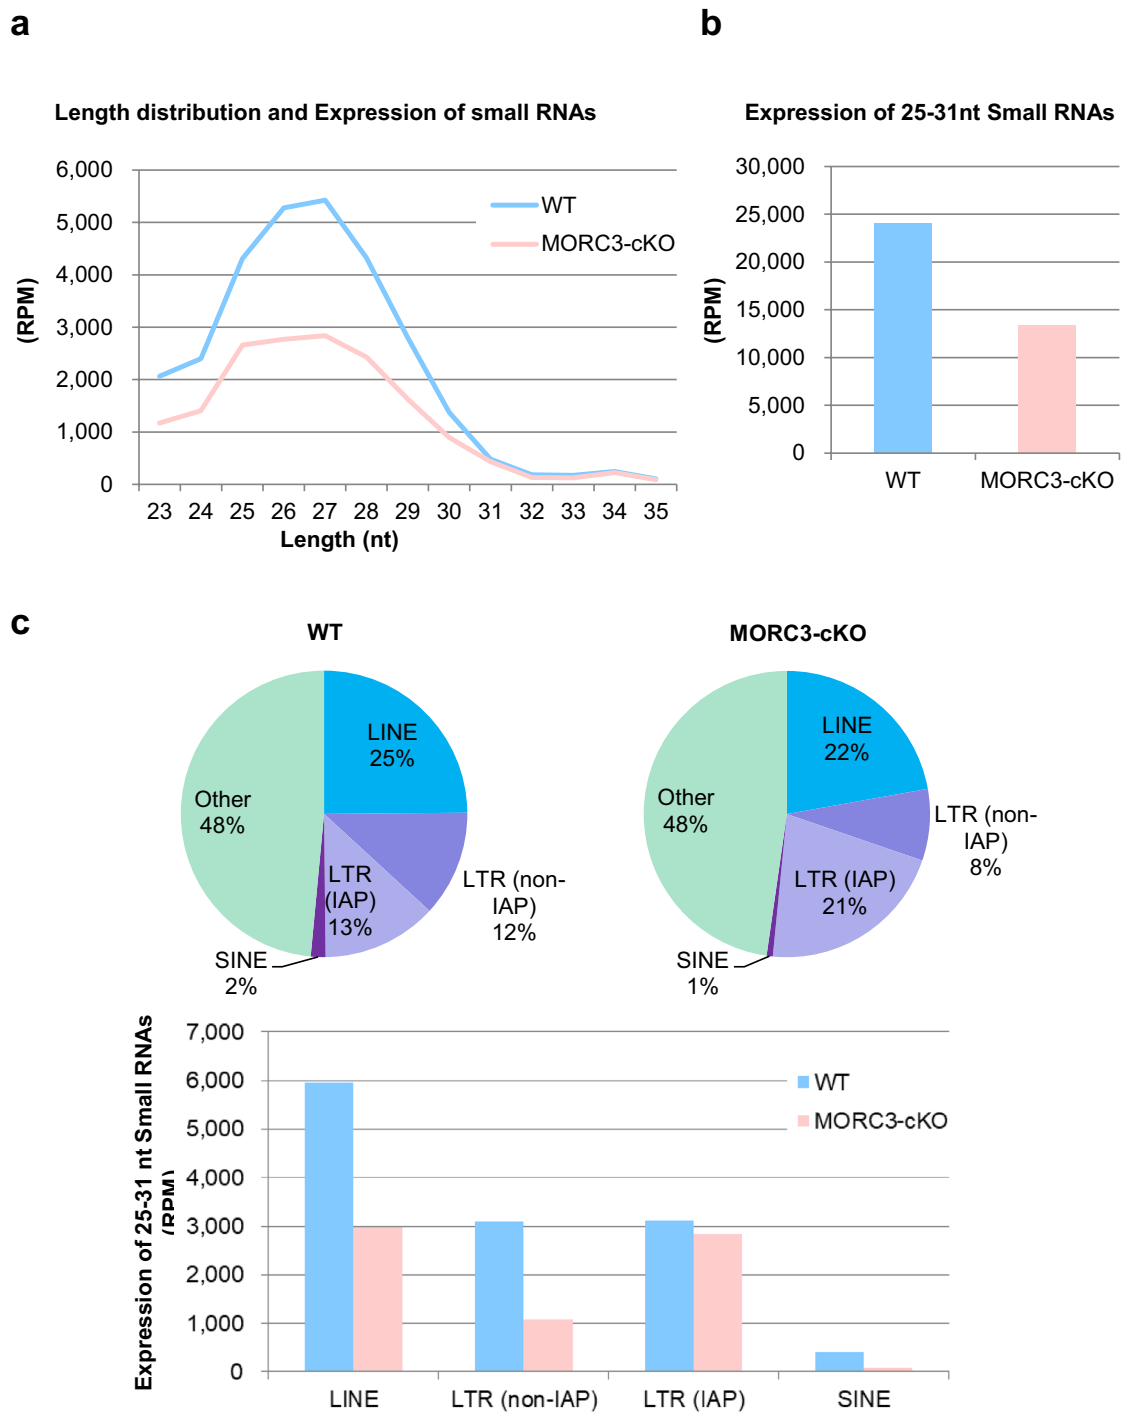 a
Length distribution and Expression of small RNAs
6,000
5,000
4,000
3,000
2,000
1,000
0
(RPM)
WT
MORC3-cKO
23 24 25 26 27 28 29 30 31 32 33 34 35
Length (nt)
b
Expression of 25-31nt Small RNAs
30,000
25,000
20,000
15,000
10,000
5,000
0
(RPM)
WT MORC3-cKO
c
WT
LINE
25%
LTR (non-
IAP)
12%
LTR
(IAP)
13%
SINE
2%
Other
48%
MORC3-cKO
LINE
22%
LTR (non-
IAP)
8%
LTR (IAP)
21%
SINE
1%
Other
48%
Expression of 25-31 nt Small RNAs
(RPM)
7,000
6,000
5,000
4,000
3,000
2,000
1,000
0
WT
MORC3-cKO
LINE LTR (non-IAP) LTR (IAP) SINE